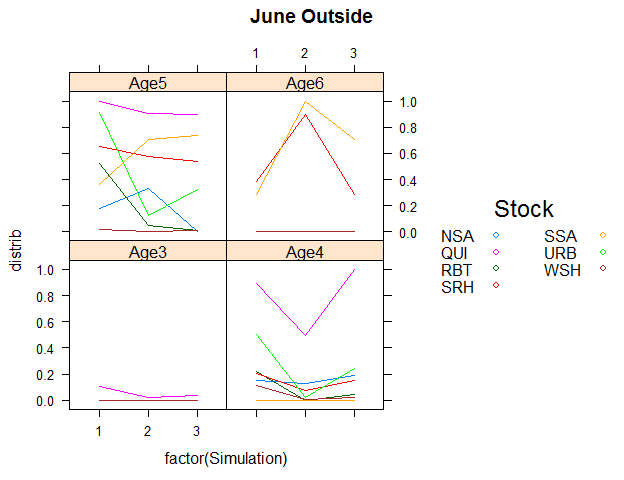 June Outside
1 2 3
Age5 Age6
1.0
0.8
0.6
0.4
0.2
0.0
distrib
Age3 Age4
1.0
0.8
0.6
0.4
0.2
0.0
1 2 3
factor(Simulation)
Stock
NSA SSA
QUI URB
RBT WSH
SRH